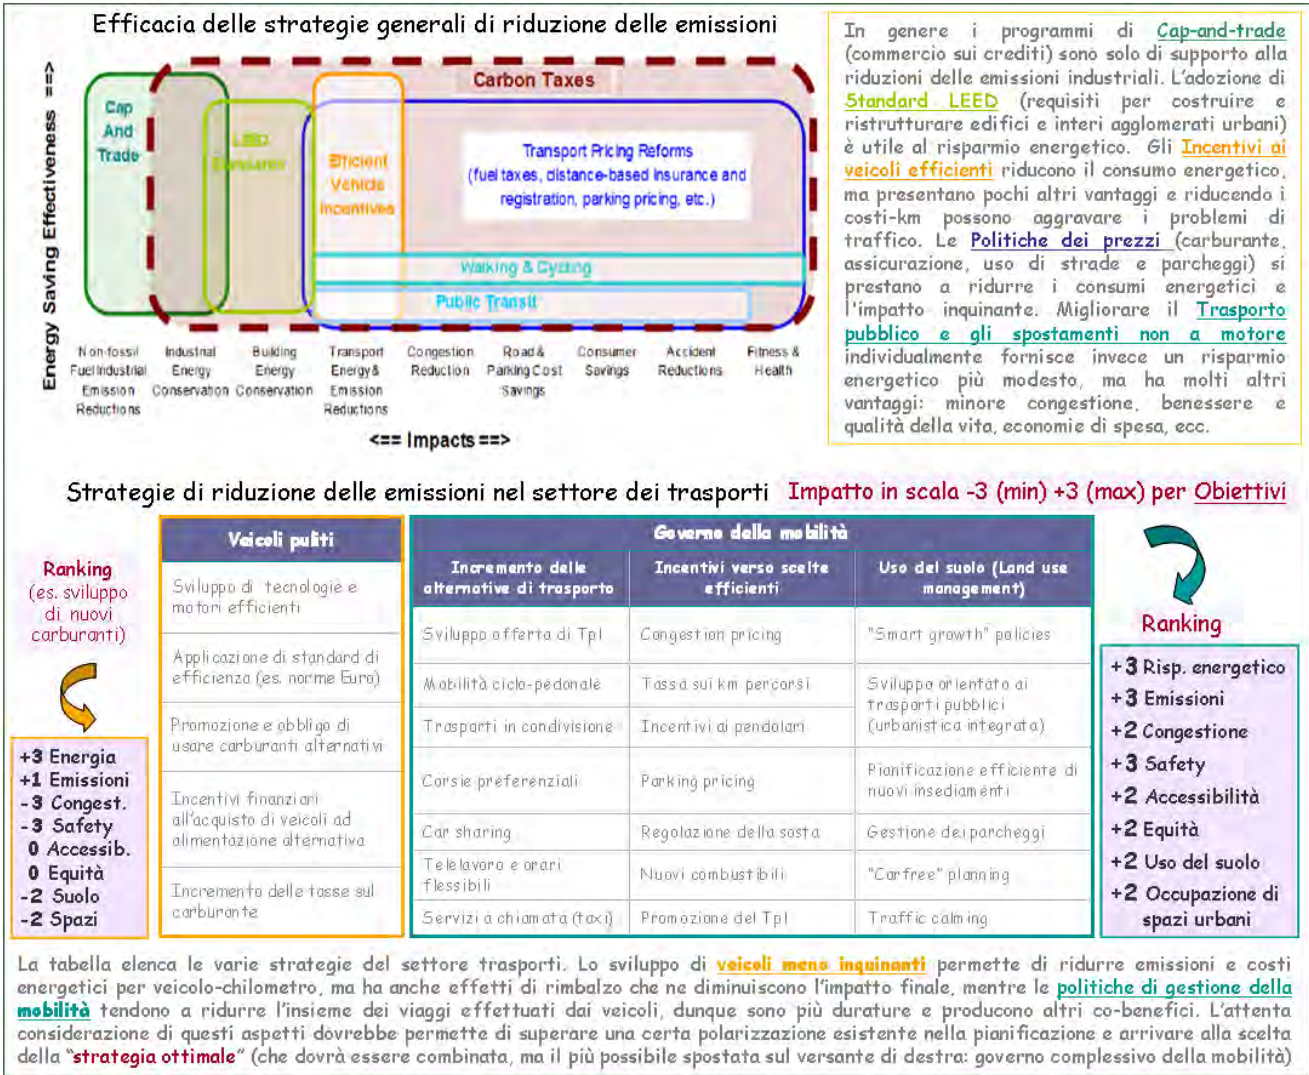 Efficacia delle strategie generali di riduzione delle emissioni
Energy Saving Effectiveness ==>
Carbon Taxes
Cap
And
Trade
LEED
Standards
Efficient
Vehicle
Incentives
Transport Pricing Reforms
(fuel taxes, distance-based insurance and
registration, parking pricing, etc.)
Walking & Cycling
Public Transit
Non-fossil
Fuel Industrial
Emission
Reductions
Industrial
Energy
Conservation
Building
Energy
Conservation
Transport
Energy &
Emission
Reductions
Congestion
Reduction
Road &
Parking Cost
Savings
Consumer
Savings
Accident
Reductions
Fitness &
Health
<== Impacts ==>
In genere i programmi di Cap-and-trade
(commercio sui crediti) sono solo di supporto alla
riduzioni delle emissioni industriali. L'adozione di
Standard LEED (requisiti per costruire e
ristrutturare edifici e interi agglomerati urbani)
è utile al risparmio energetico. Gli Incentivi ai
veicoli efficienti riducono il consumo energetico,
ma presentano pochi altri vantaggi e riducendo i
costi-km possono aggravare i problemi di
traffico. Le Politiche dei prezzi (carburante,
assicurazione, uso di strade e parcheggi) si
prestano a ridurre i consumi energetici e
l'impatto inquinante. Migliorare il Trasporto
pubblico e gli spostamenti non a motore
individualmente fornisce invece un risparmio
energetico più modesto, ma ha molti altri
vantaggi: minore congestione, benessere e
qualità della vita, economie di spesa, ecc.
Strategie di riduzione delle emissioni nel settore dei trasporti Impatto in scala -3 (min) +3 (max) per Obiettivi
Ranking
(es. sviluppo
di nuovi
carburanti)
+3 Energia
+1 Emissioni
-3 Congest.
-3 Safety
0 Accessib.
0 Equità
-2 Suolo
-2 Spazi
Veicoli puliti
Sviluppo di tecnologie e
motori efficienti
Applicazione di standard di
efficienza (es. norme Euro)
Promozione e obbligo di
usare carburanti alternativi
Incentivi finanziari
all'acquisto di veicoli ad
alimentazione alternativa
Incremento delle tasse sul
carburante
Governo della mobilità
Incremento delle
alternative di trasporto
Incentivi verso scelte
efficienti
Uso del suolo (Land use
management)
Sviluppo offerta di Tpl
Congestion pricing
"Smart growth" policies
Mobilità ciclo-pedonale
Tassa sui km percorsi
Sviluppo orientato ai
trasporti pubblici
(urbanistica integrata)
Trasporti in condivisione
Incentivi ai pendolari
Corsie preferenziali
Parking pricing
Pianificazione efficiente di
nuovi insediamenti
Car sharing
Regolazione della sosta
Gestione dei parcheggi
Telelavoro e orari
flessibili
Nuovi combustibili
"Carfree" planning
Servizi a chiamata (taxi)
Promozione del Tpl
Traffic calming
Ranking
+3 Risp. energetico
+3 Emissioni
+2 Congestione
+3 Safety
+2 Accessibilità
+2 Equità
+2 Uso del suolo
+2 Occupazione di
spazi urbani
La tabella elenca le varie strategie del settore trasporti. Lo sviluppo di veicoli meno inquinanti permette di ridurre emissioni e costi
energetici per veicolo-chilometro, ma ha anche effetti di rimbalzo che ne diminuiscono l'impatto finale, mentre le politiche di gestione della
mobilità tendono a ridurre l'insieme dei viaggi effettuati dai veicoli, dunque sono più durature e producono altri co-benefici. L'attenta
considerazione di questi aspetti dovrebbe permette di superare una certa polarizzazione esistente nella pianificazione e arrivare alla scelta
della "strategia ottimale" (che dovrà essere combinata, ma il più possibile spostata sul versante di destra: governo complessivo della mobilità)